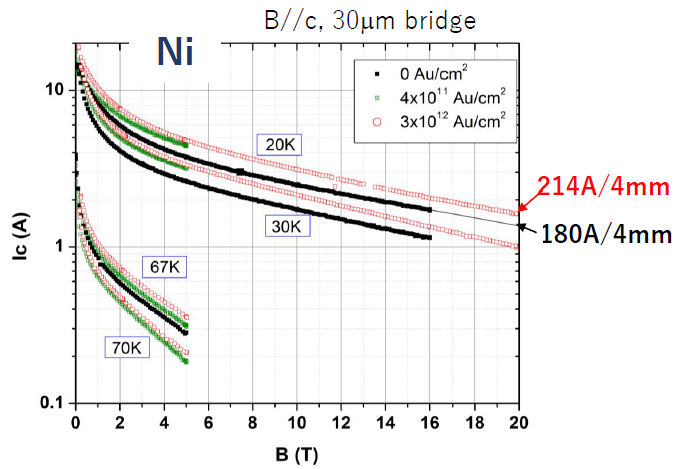 B//c, 30μm bridge
Ni
0 Au/cm²
4x10¹¹ Au/cm²
3x10¹² Au/cm²
10
1
0.1
Ic (A)
20K
30K
67K
70K
214A/4mm
180A/4mm
0 2 4 6 8 10 12 14 16 18 20
B (T)